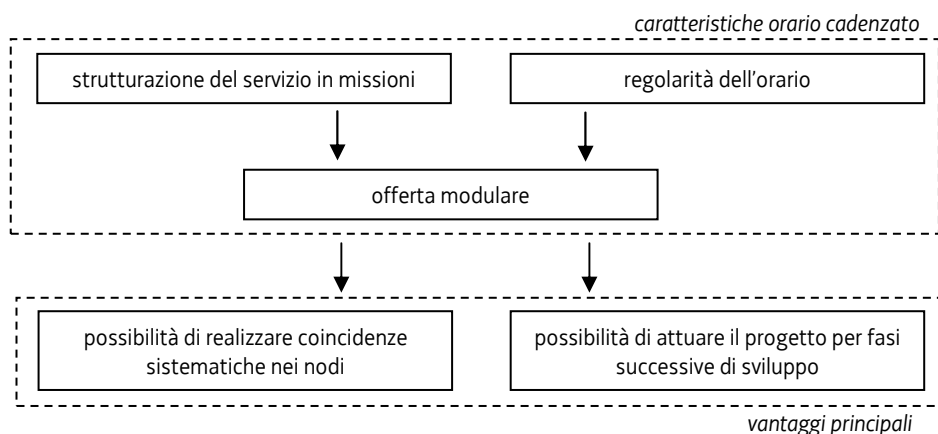 caratteristiche orario cadenzato
strutturazione del servizio in missioni
regolarità dell'orario
offerta modulare
possibilità di realizzare coincidenze
sistematiche nei nodi
possibilità di attuare il progetto per fasi
successive di sviluppo
vantaggi principali